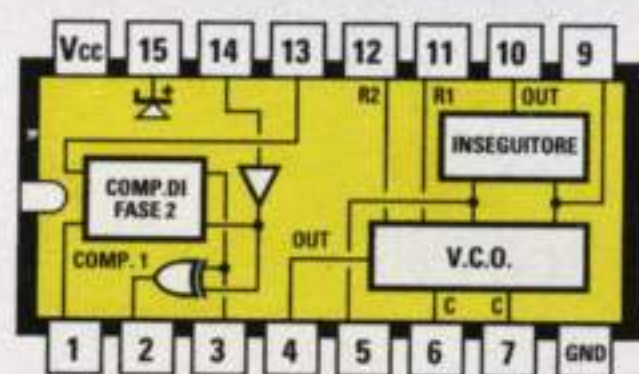 Vcc 15 14 13 12 11 10 9
R2 R1 OUT
INSEGUITORE
COMP.DI
FASE 2
OUT
V.C.O.
COMP. 1
C C
1 2 3 4 5 6 7 GND